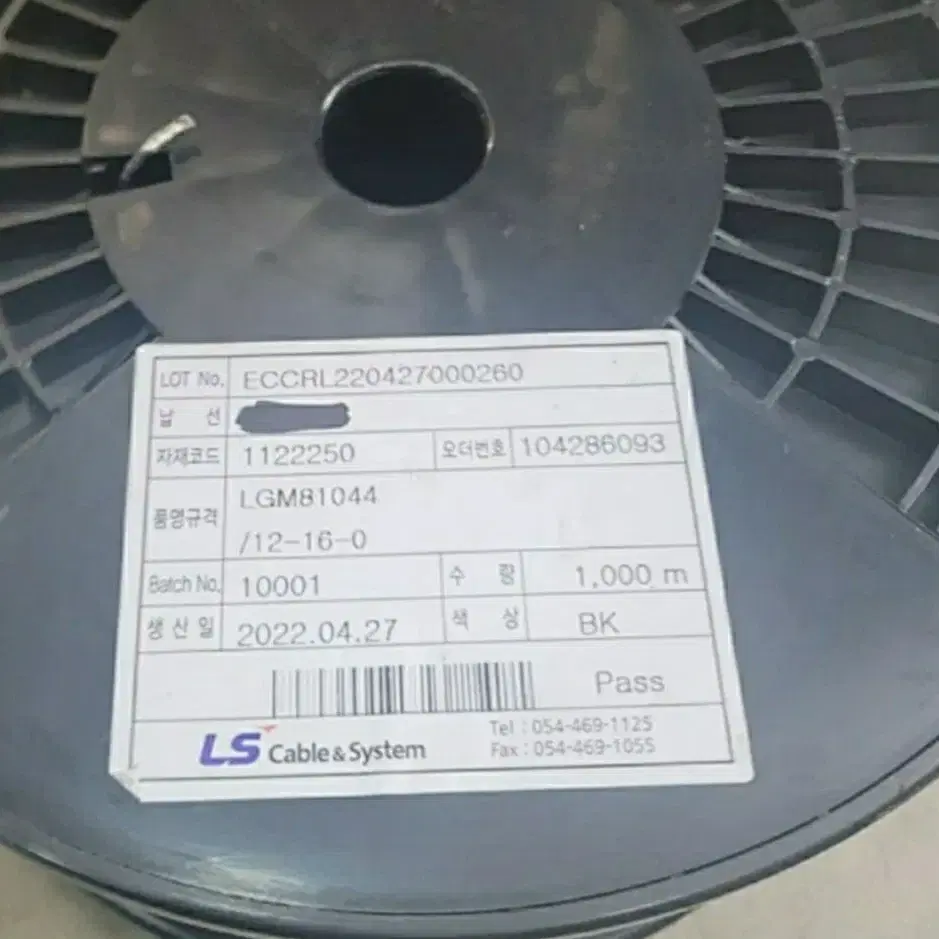 LOT No. ECCRL220427000260
납 선
자재코드 1122250 오더번호 104286093
품명규격 LGM81044
/12-16-0
Batch No. 10001 수 량 1,000 m
생 산 일 2022.04.27 색 상 BK
Pass
LS Cable & System
Tel : 054-469-1125
Fax : 054-469-1055